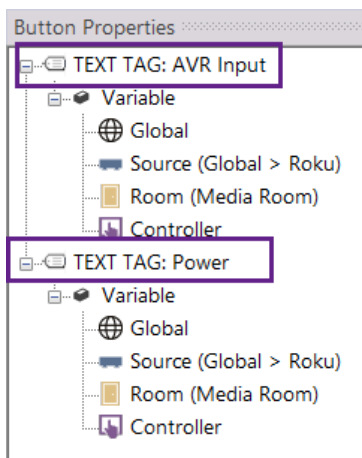 Button Properties
TEXT TAG: AVR Input
Variable
Global
Source (Global > Roku)
Room (Media Room)
Controller
TEXT TAG: Power
Variable
Global
Source (Global > Roku)
Room (Media Room)
Controller